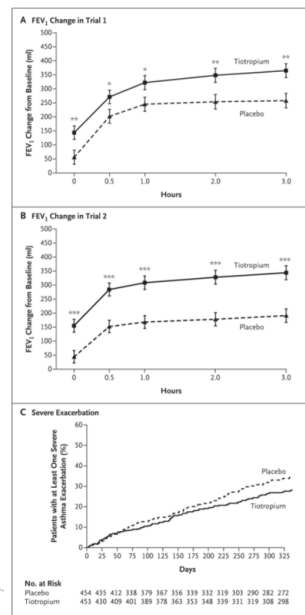 A FEV₁ Change in Trial 1
FEV₁ Change from Baseline (ml)
500
450
400
350
300
250
200
150
100
50
0
**
*
*
**
**
Tiotropium
Placebo
0 0.5 1.0 2.0 3.0
Hours
B FEV₁ Change in Trial 2
FEV₁ Change from Baseline (ml)
500
450
400
350
300
250
200
150
100
50
0
***
***
***
***
***
Tiotropium
Placebo
0 0.5 1.0 2.0 3.0
Hours
C Severe Exacerbation
Patients with at Least One Severe
Asthma Exacerbation (%)
60
50
40
30
20
10
0
Placebo
Tiotropium
0 25 50 75 100 125 150 175 200 225 250 275 300 325
Days
No. at Risk
Placebo 454 435 412 338 379 367 356 339 332 319 303 290 282 272
Tiotropium 453 430 409 401 389 378 363 353 348 339 331 319 308 298